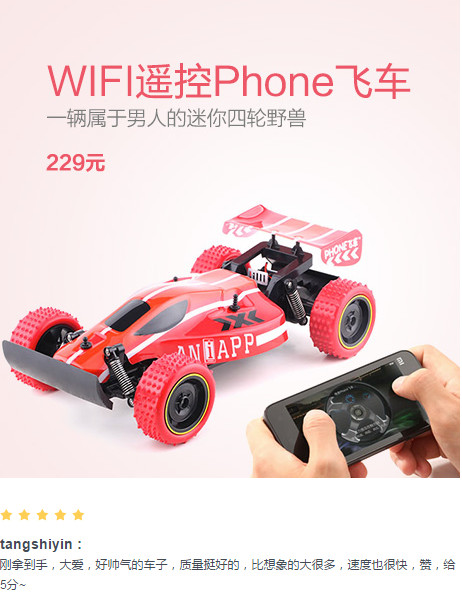 WIFI遥控Phone飞车
一辆属于男人的迷你四轮野兽
229元
PHONE飞车
ANiAPP
tangshiyin：
刚拿到手，大爱，好帅气的车子，质量挺好的，比想象的大很多，速度也很快，赞，给
5分~